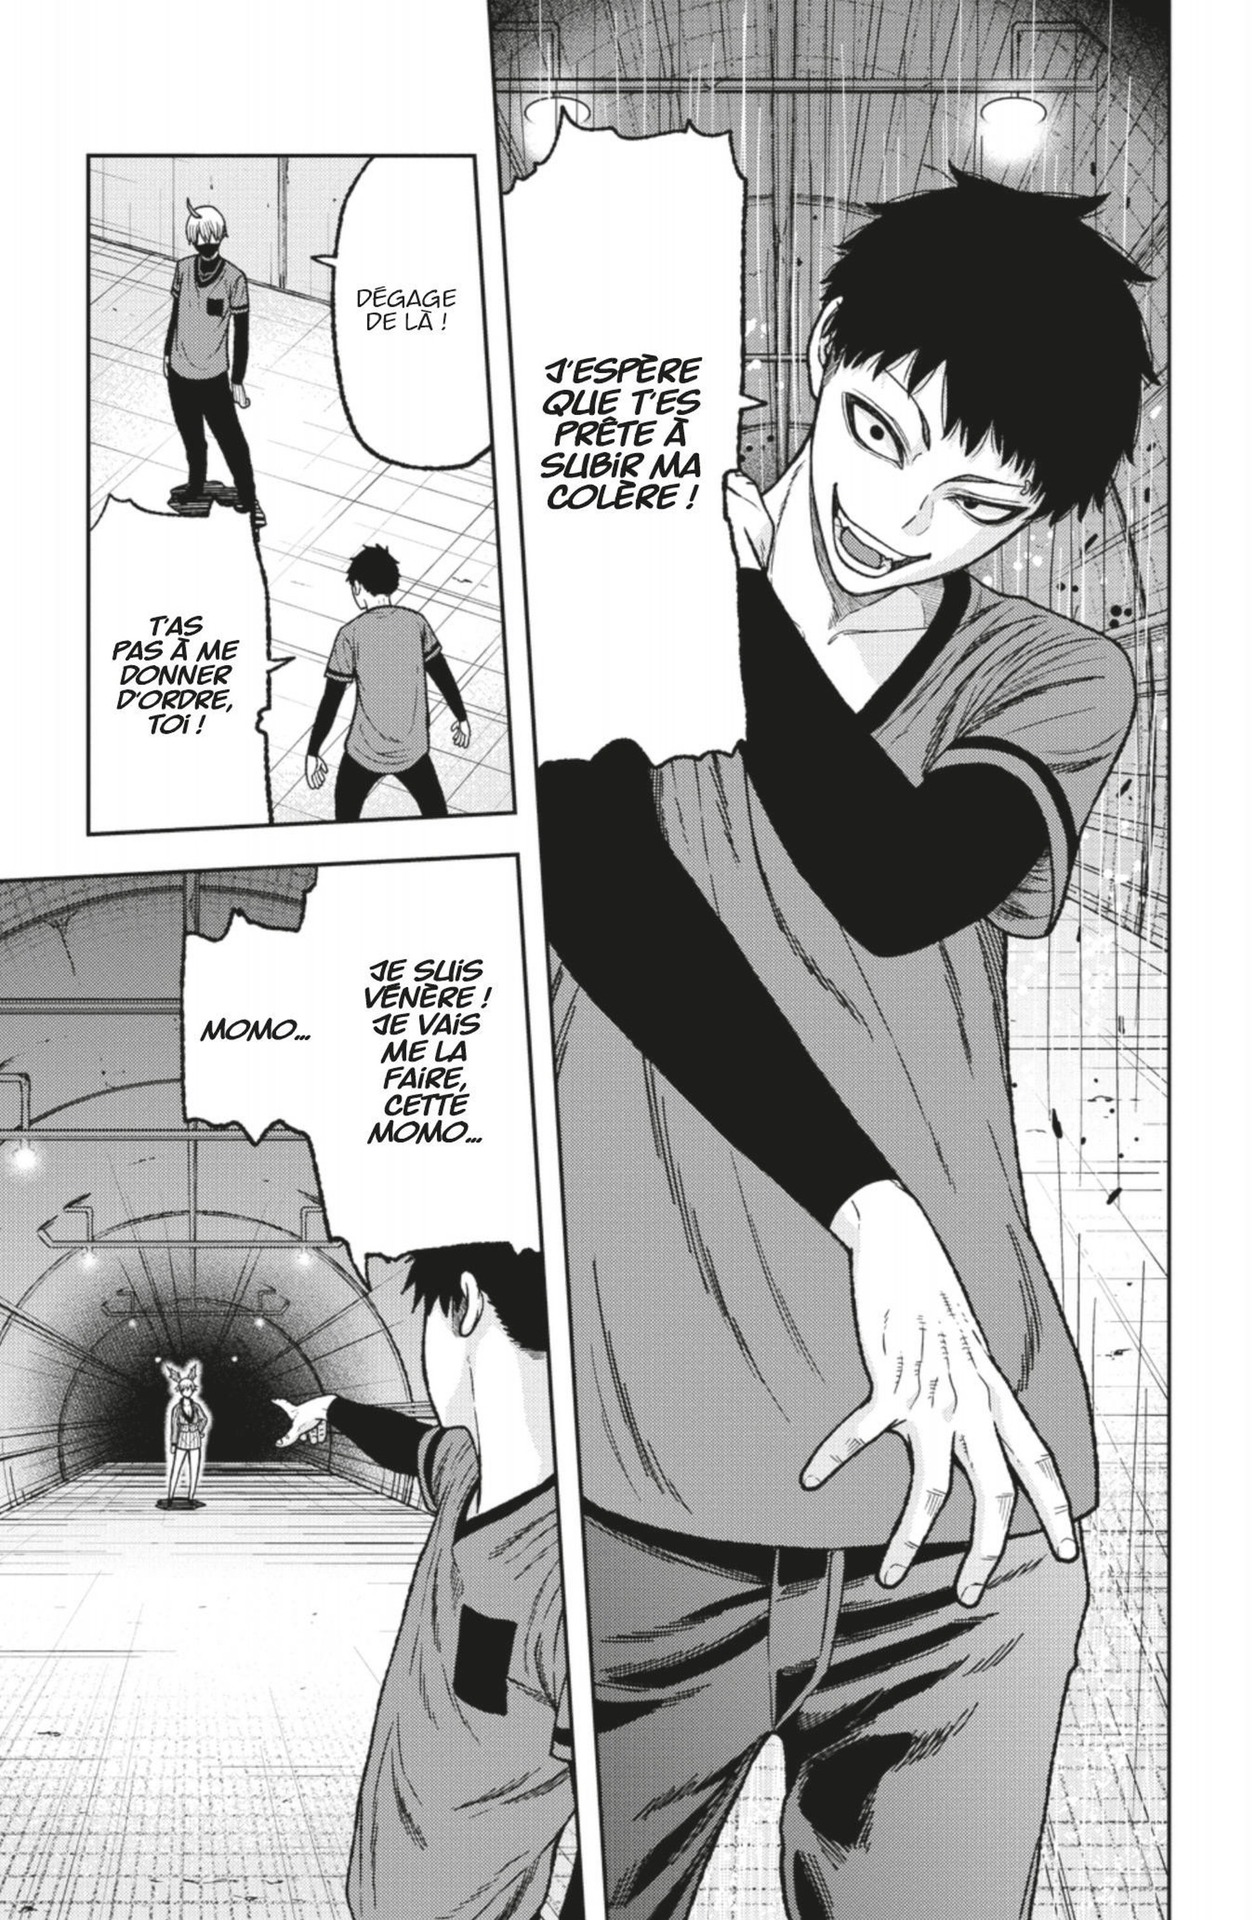 J'ESPÈRE
QUE T'ES
PRÊTE À
SUBIR MA
COLÈRE !
DÉGAGE
DE LÀ !
T'AS
PAS À ME
DONNER
D'ORDRE,
TOI !
JE SUIS
VÉNÈRE !
JE VAIS
ME LA
FAIRE,
CETTE
MOMO...
MOMO...